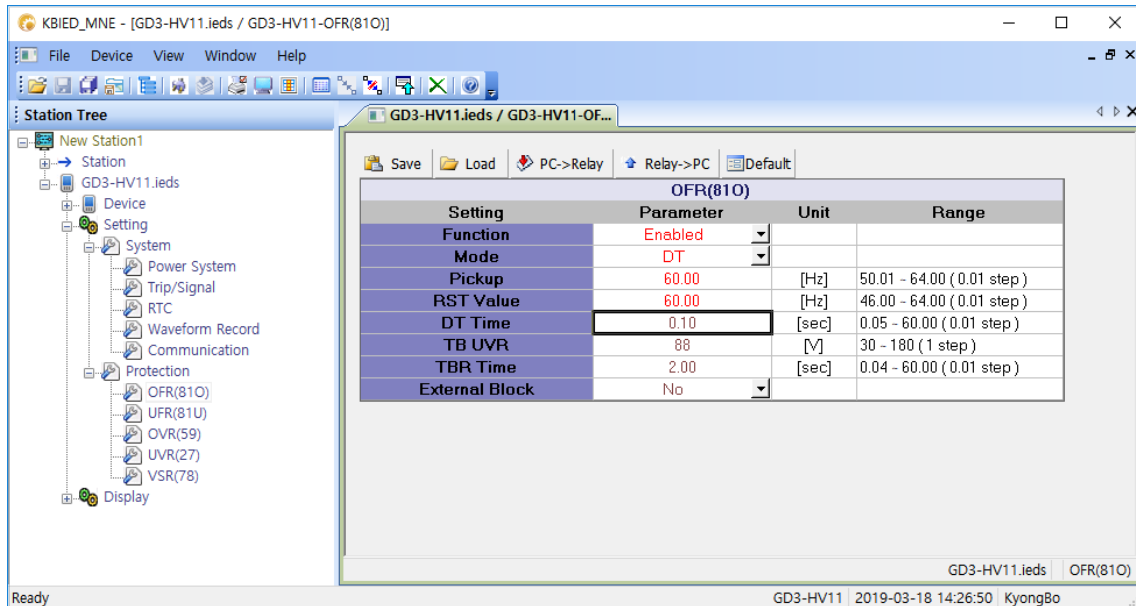 KBIED_MNE - [GD3-HV11.ieds / GD3-HV11-OFR(81O)]
File Device View Window Help
Station Tree
New Station1
Station
GD3-HV11.ieds
Device
Setting
System
Power System
Trip/Signal
RTC
Waveform Record
Communication
Protection
OFR(81O)
UFR(81U)
OVR(59)
UVR(27)
VSR(78)
Display
GD3-HV11.ieds / GD3-HV11-OF...
Save Load PC->Relay Relay->PC Default
OFR(81O)
Setting Parameter Unit Range
Function Enabled
Mode DT
Pickup 60.00 [Hz] 50.01 - 64.00 ( 0.01 step )
RST Value 60.00 [Hz] 46.00 - 64.00 ( 0.01 step )
DT Time 0.10 [sec] 0.05 - 60.00 ( 0.01 step )
TB UVR 88 [V] 30 - 180 ( 1 step )
TBR Time 2.00 [sec] 0.04 - 60.00 ( 0.01 step )
External Block No
GD3-HV11.ieds OFR(81O)
Ready GD3-HV11 2019-03-18 14:26:50 KyongBo